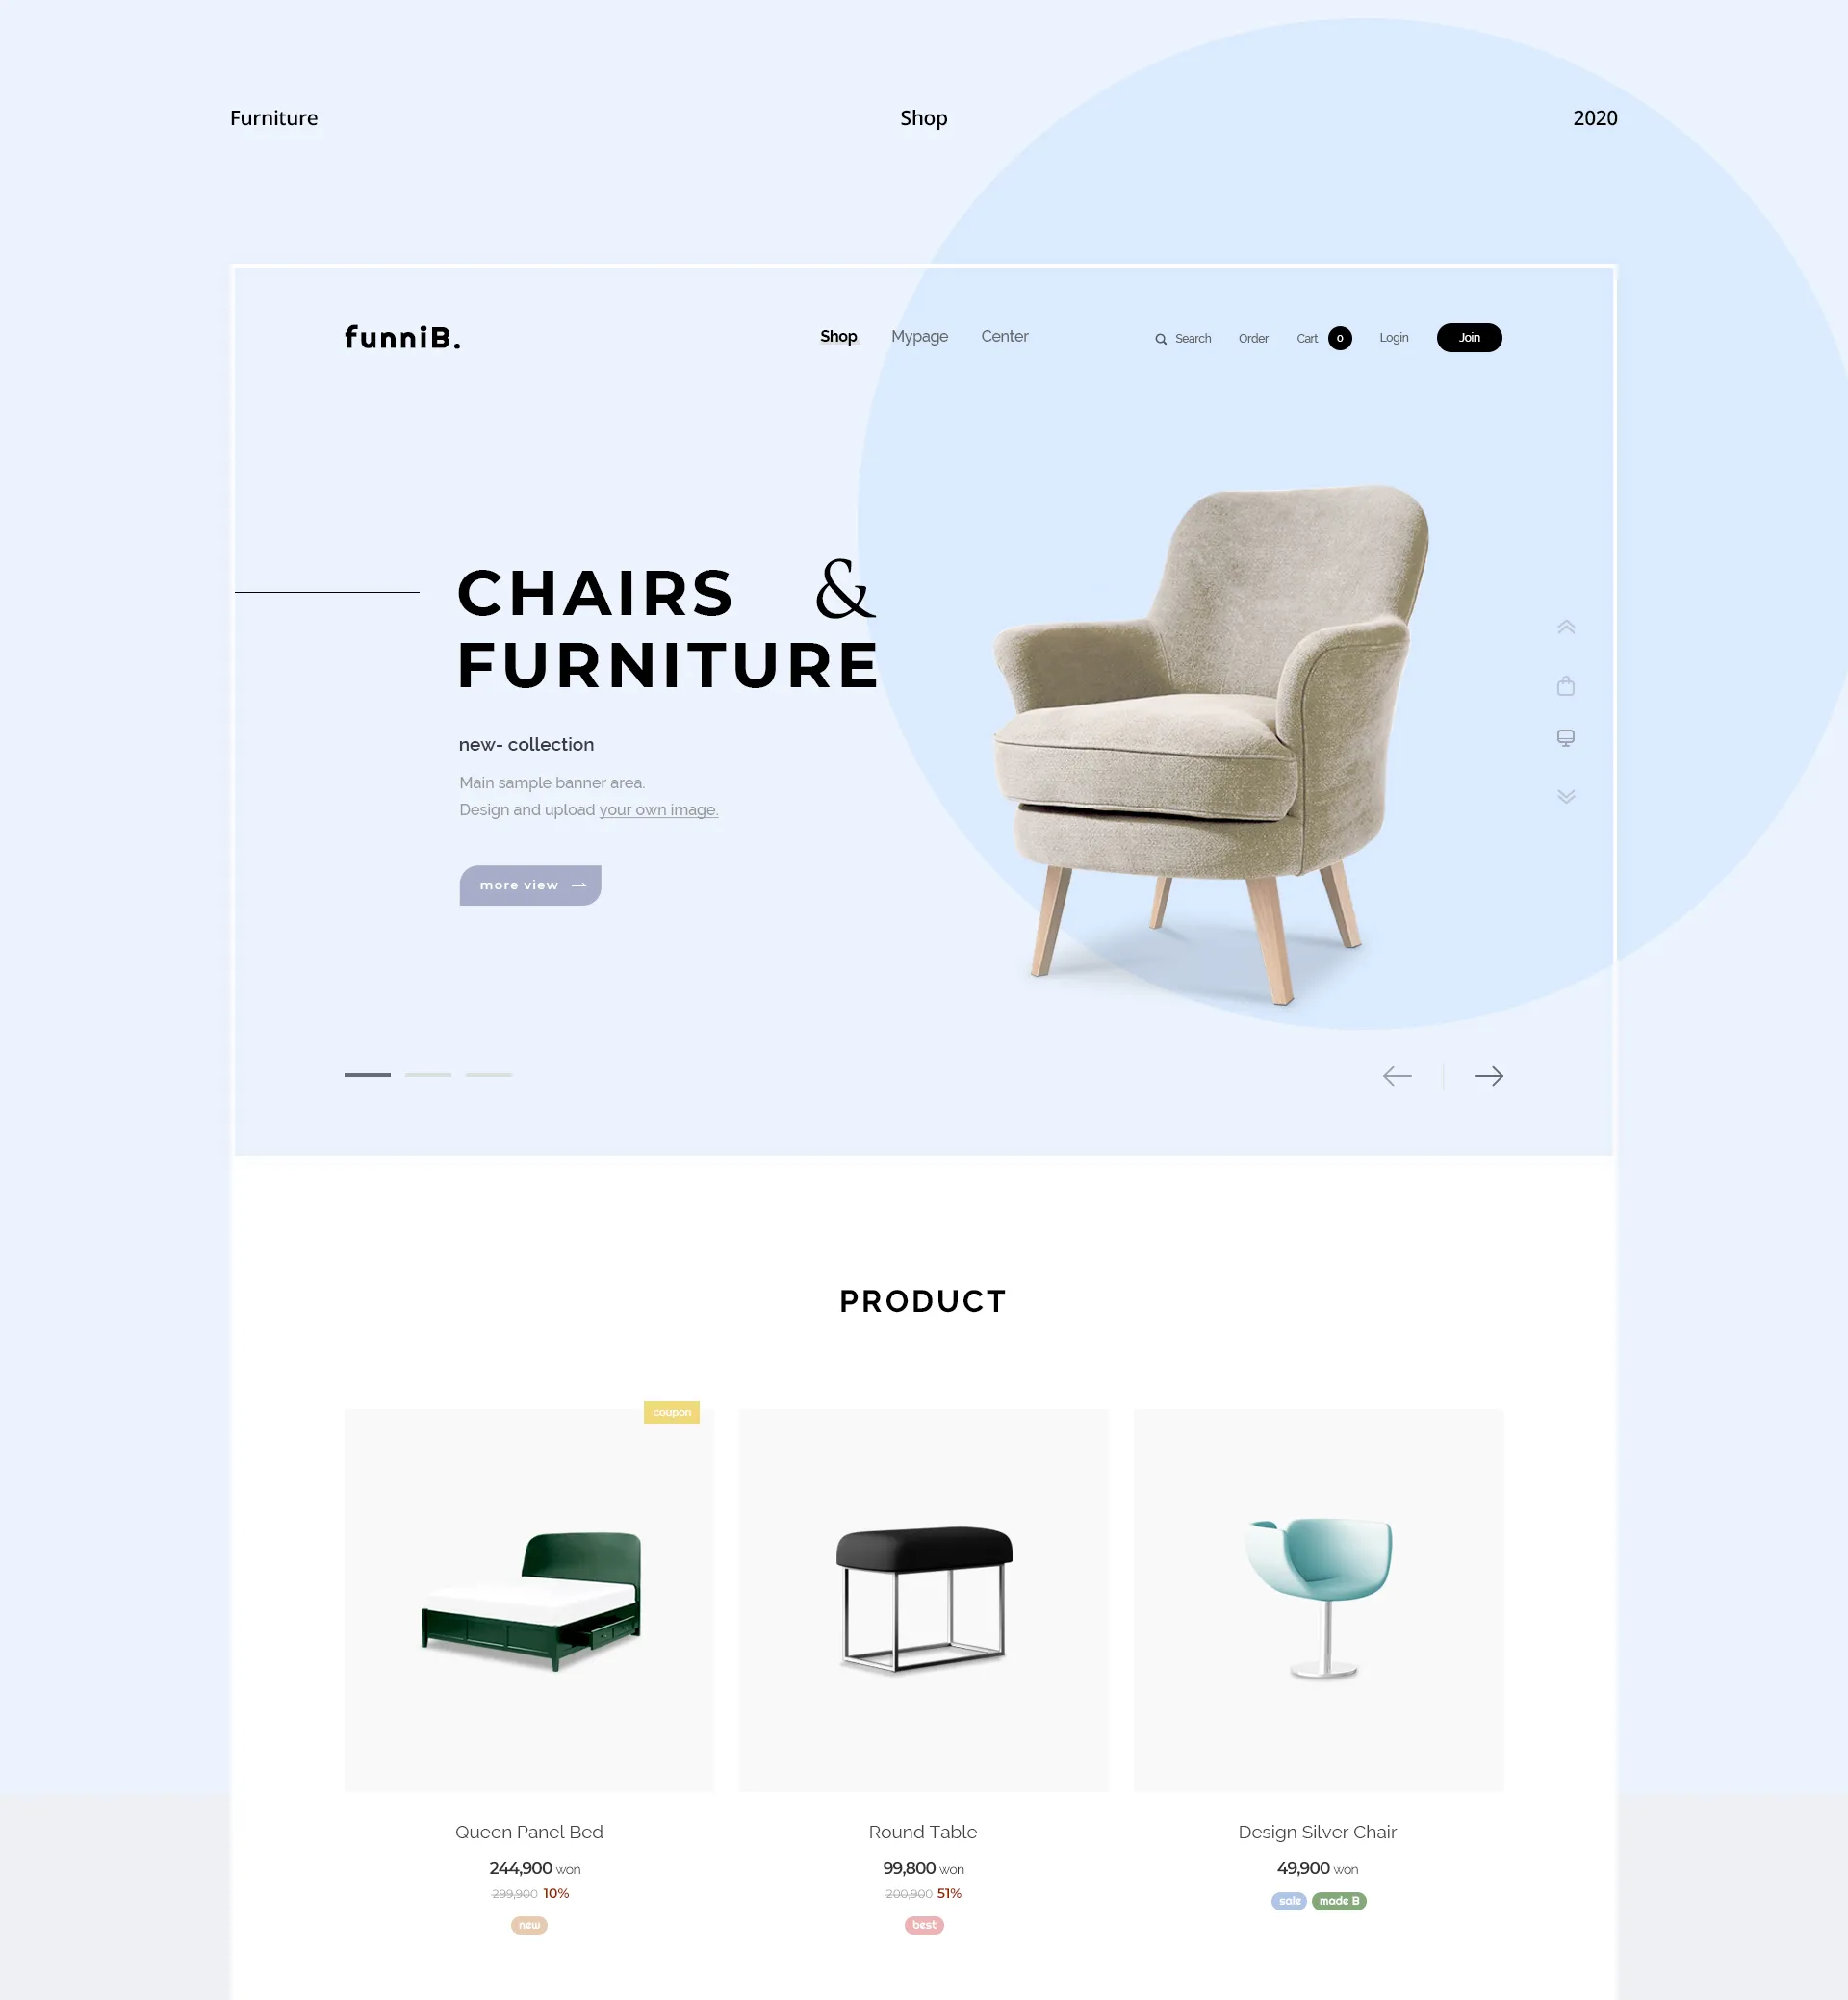 Furniture Shop 2020
funniB. Shop Mypage Center Search Order Cart 0 Login Join
CHAIRS &
FURNITURE
new- collection
Main sample banner area.
Design and upload your own image.
more view
PRODUCT
coupon
Queen Panel Bed
244,900 won
299,900 10%
new
Round Table
99,800 won
200,900 51%
best
Design Silver Chair
49,900 won
sale made B